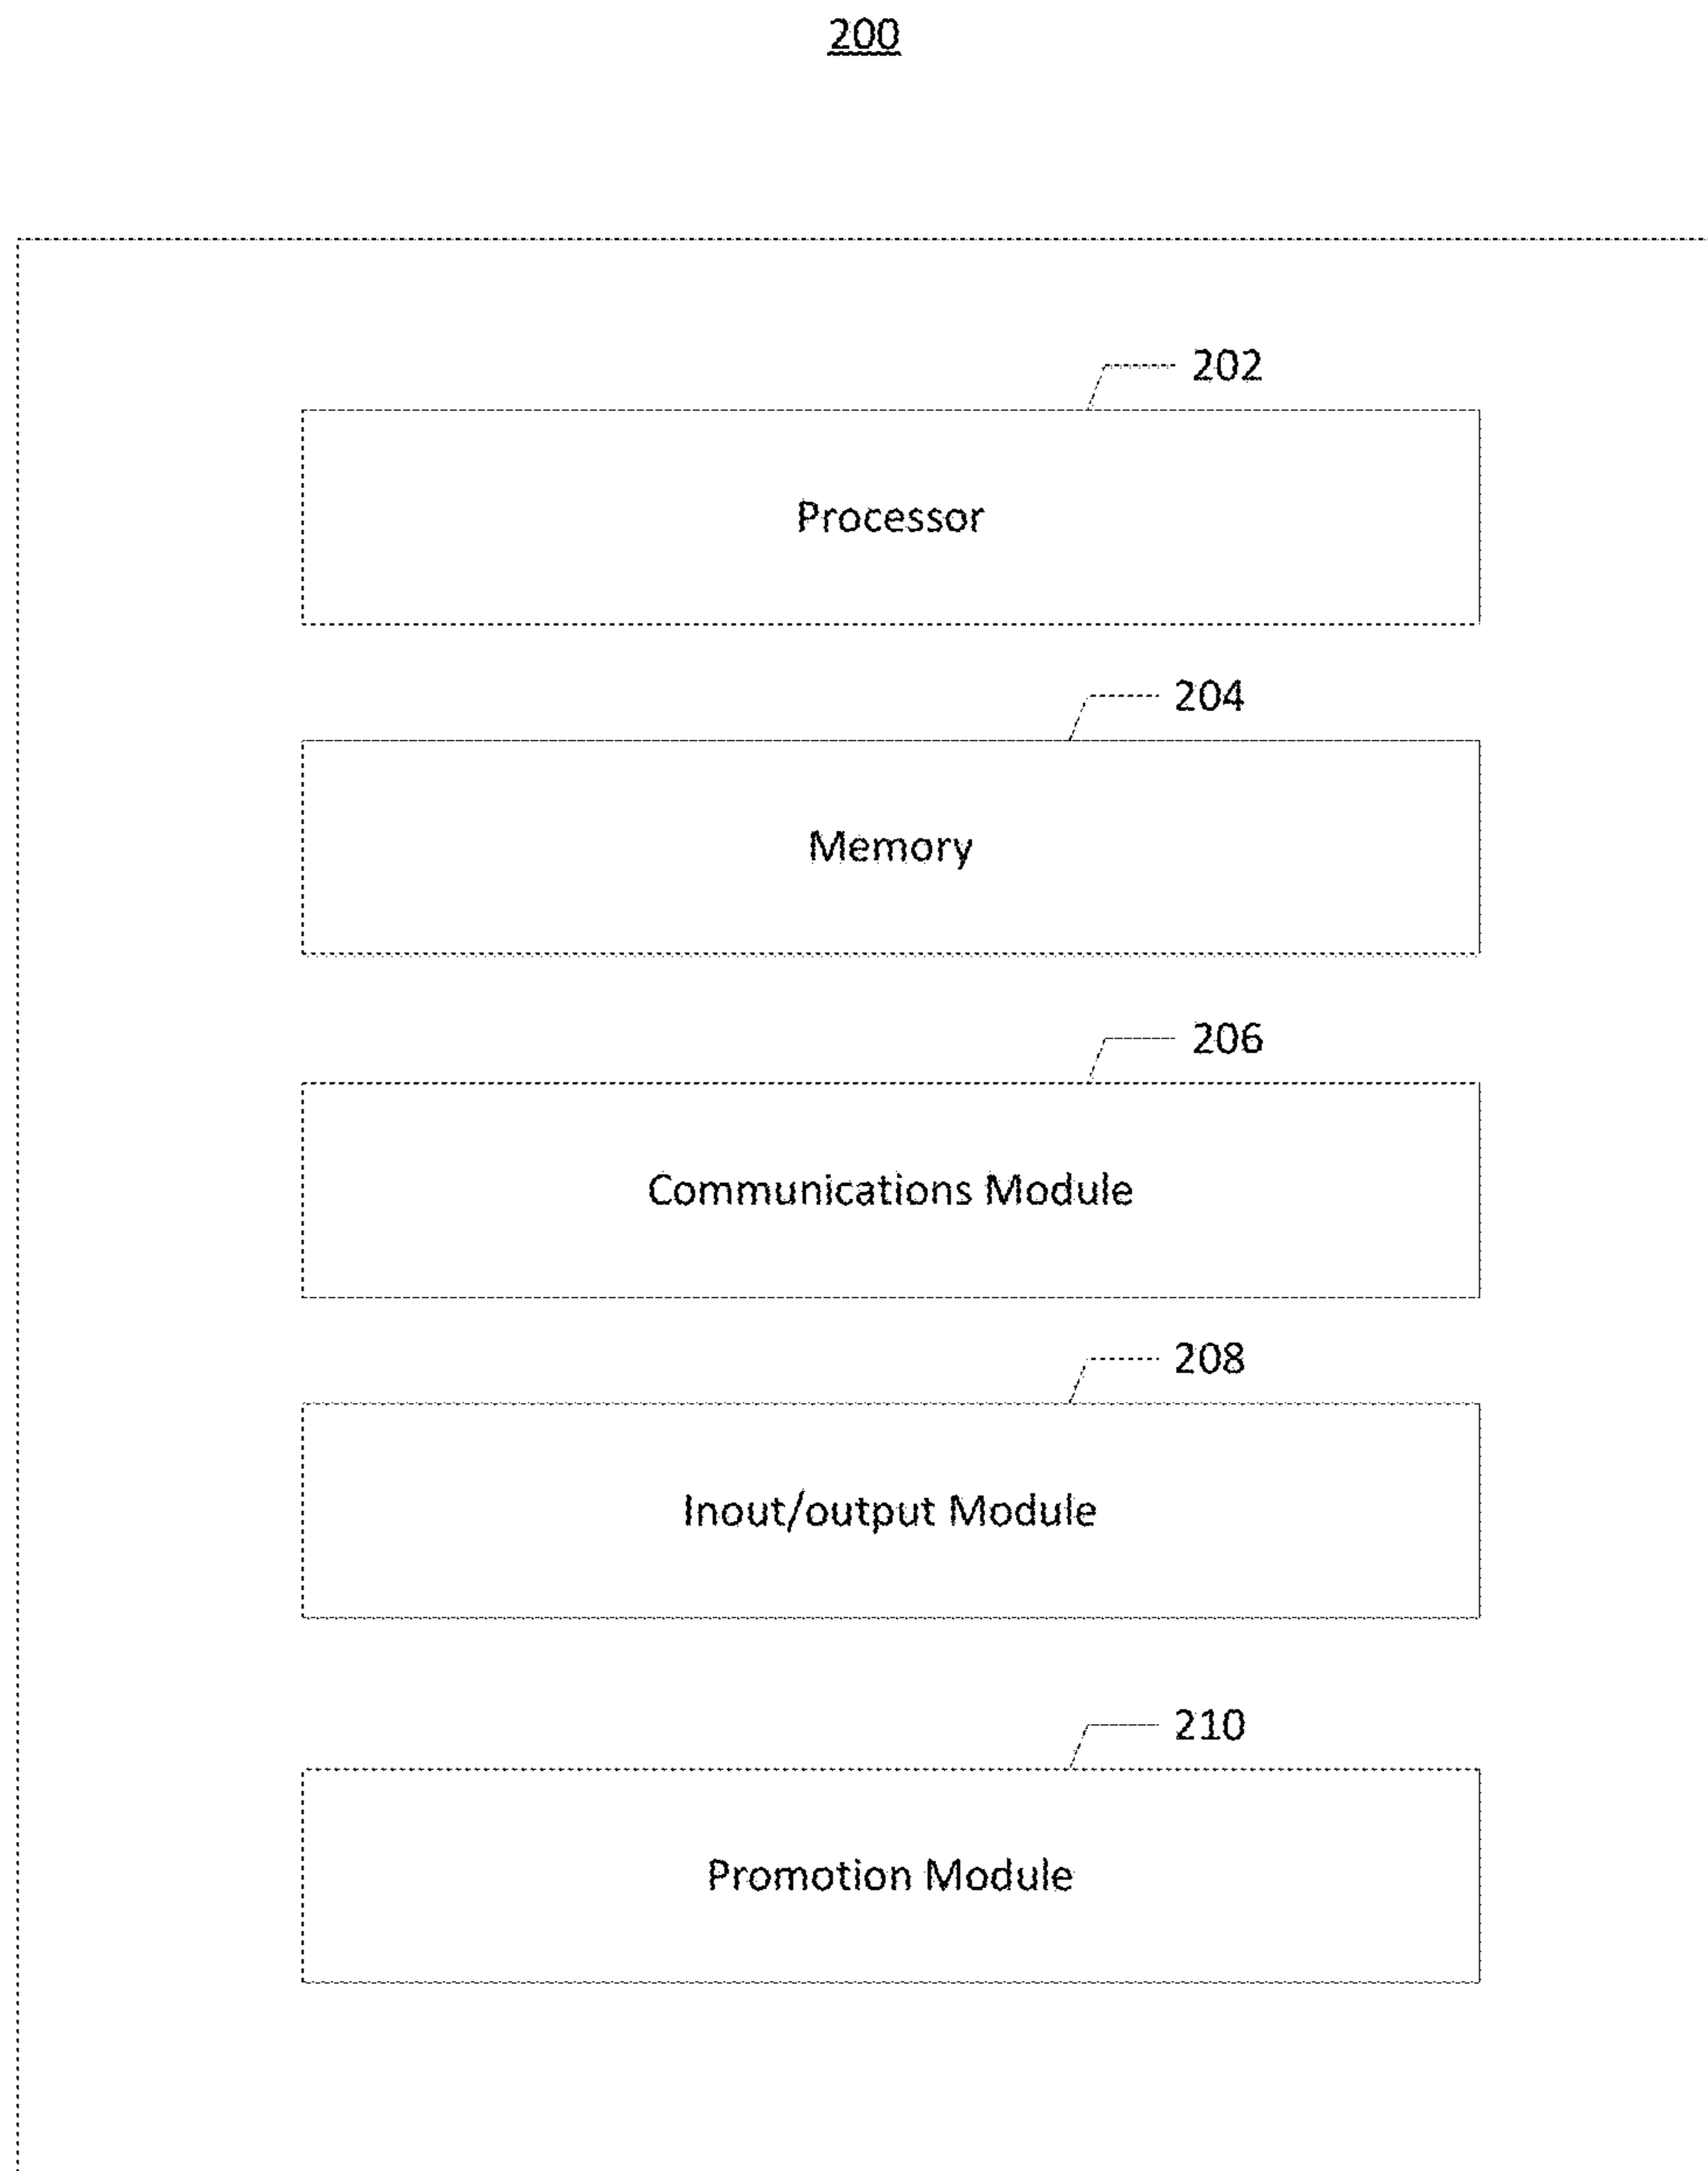 200
202
Processor
204
Memory
206
Communications Module
208
Inout/output Module
210
Promotion Module